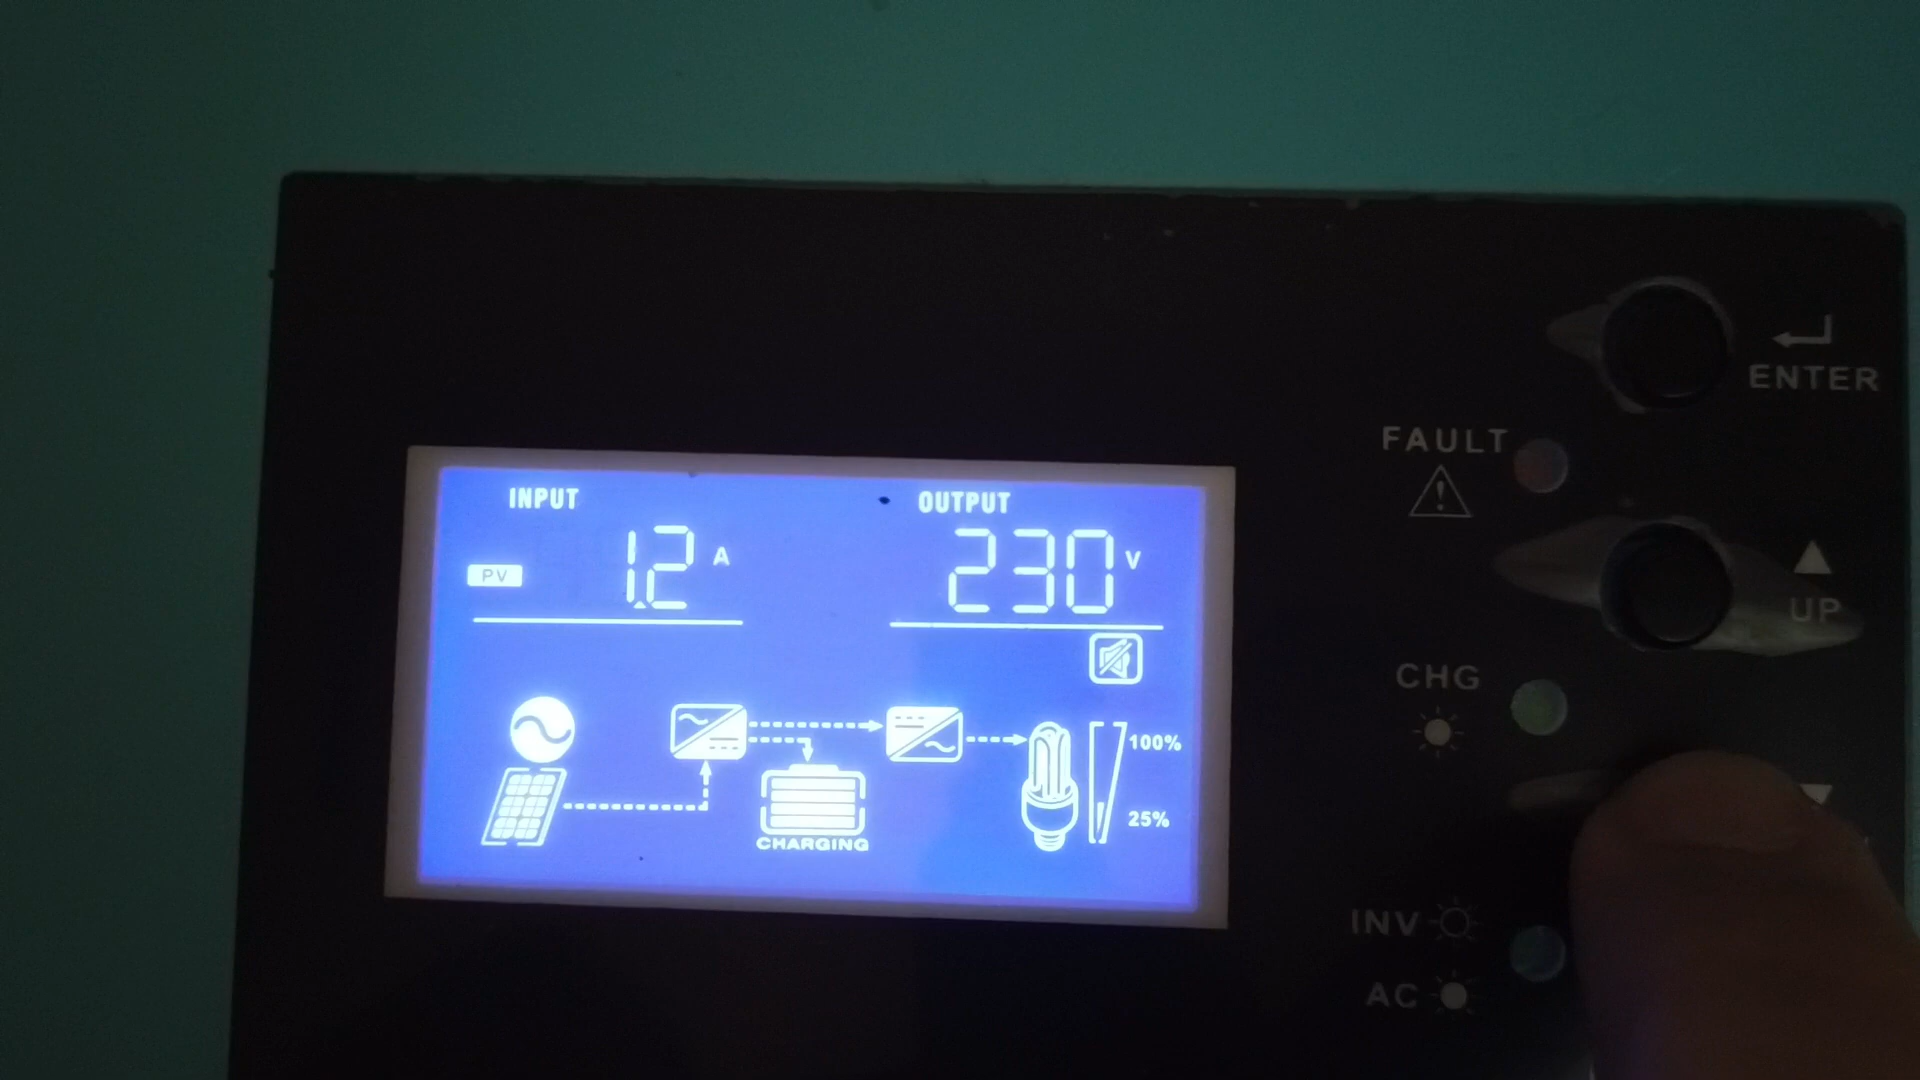 INPUT
OUTPUT
PV 1.2 A
230 V
100%
25%
CHARGING
ENTER
FAULT
UP
CHG
INV
AC